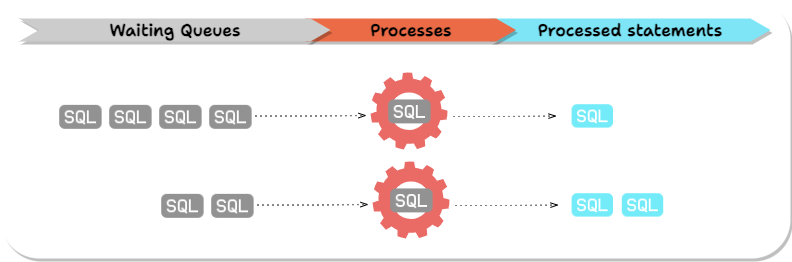 Waiting Queues Processes Processed statements
SQL SQL SQL SQL SQL SQL
SQL SQL SQL SQL SQL